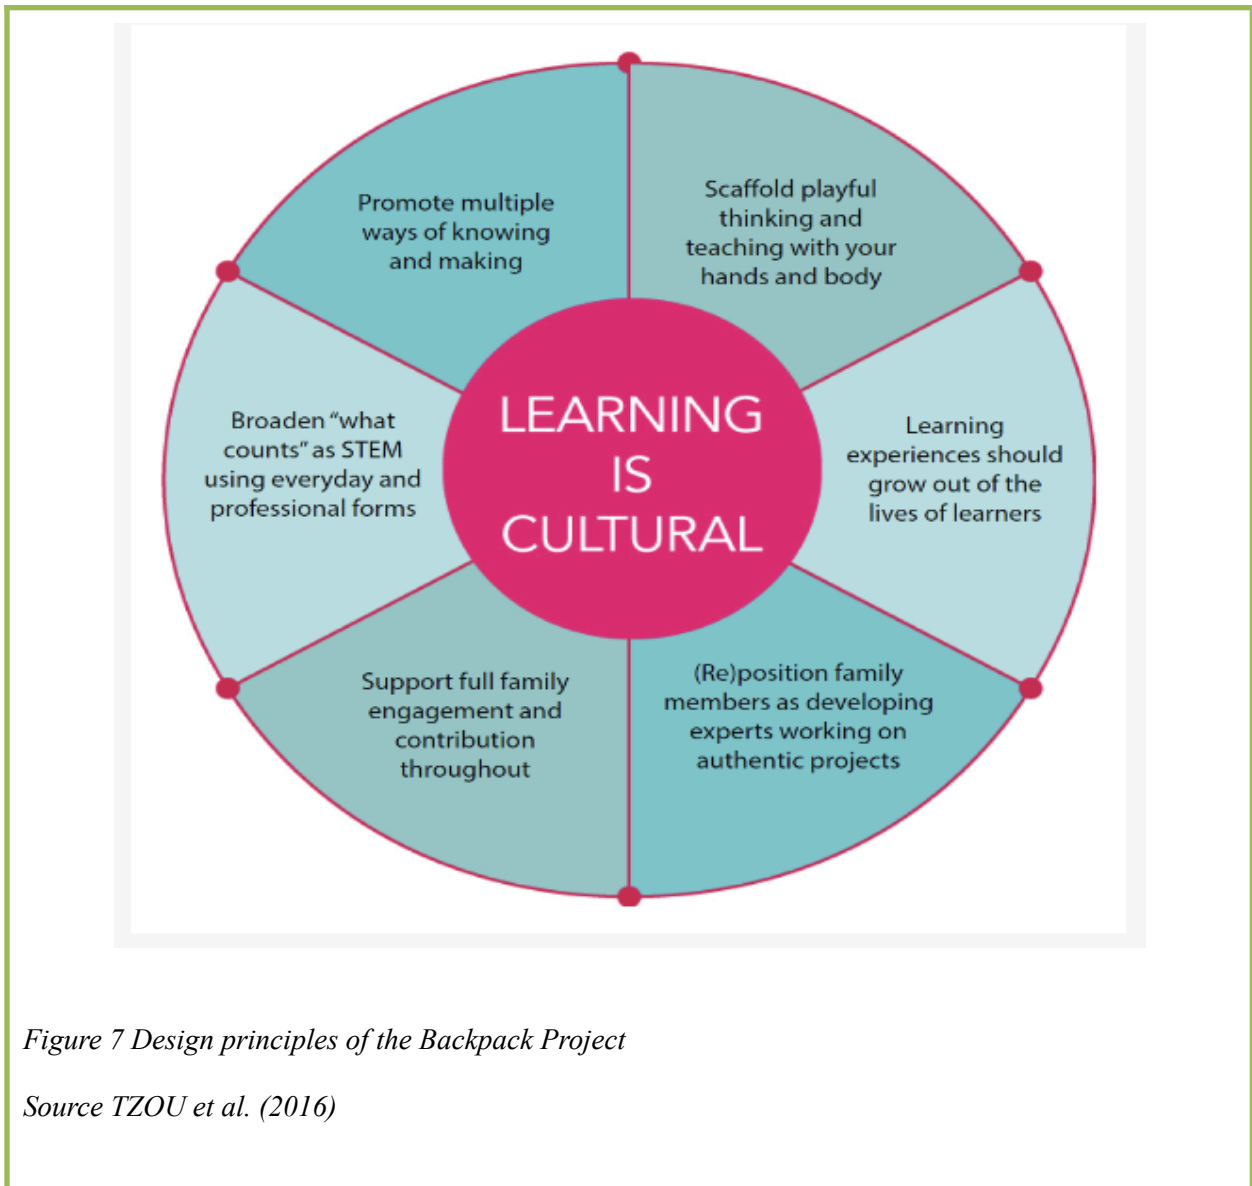 Promote multiple
ways of knowing
and making
Scaffold playful
thinking and
teaching with your
hands and body
Broaden “what
counts” as STEM
using everyday and
professional forms
LEARNING
IS
CULTURAL
Learning
experiences should
grow out of the
lives of learners
Support full family
engagement and
contribution
throughout
(Re)position family
members as developing
experts working on
authentic projects
Figure 7 Design principles of the Backpack Project
Source TZOU et al. (2016)